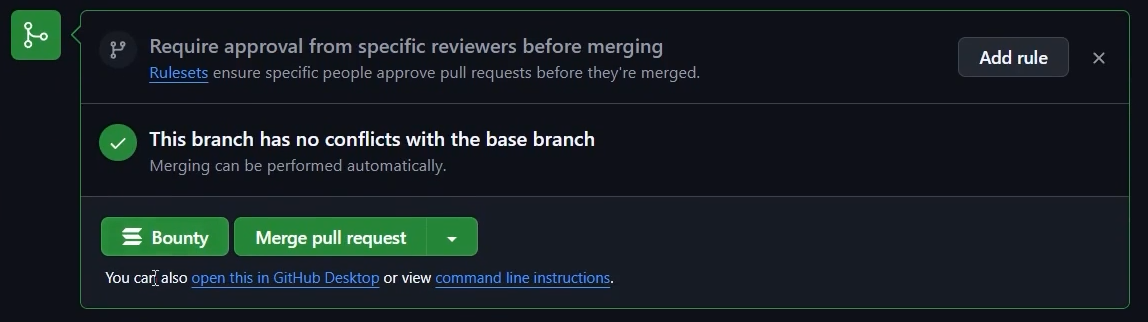 Require approval from specific reviewers before merging
Rulesets ensure specific people approve pull requests before they're merged.
Add rule
This branch has no conflicts with the base branch
Merging can be performed automatically.
Bounty
Merge pull request
You can also open this in GitHub Desktop or view command line instructions.